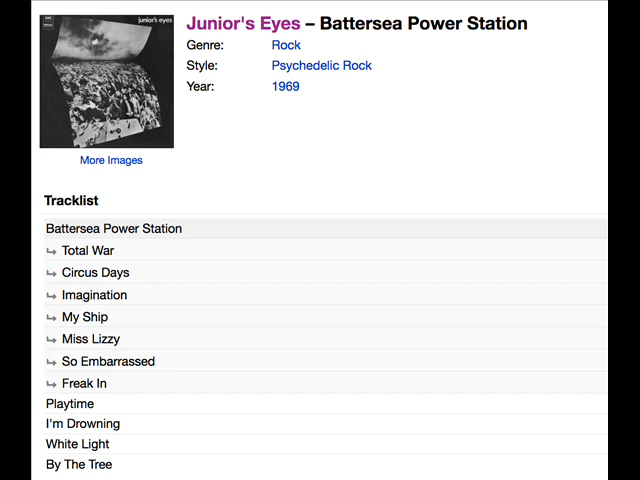 junior's eyes
Junior's Eyes – Battersea Power Station
Genre: Rock
Style: Psychedelic Rock
Year: 1969
More Images
Tracklist
Battersea Power Station
Total War
Circus Days
Imagination
My Ship
Miss Lizzy
So Embarrassed
Freak In
Playtime
I'm Drowning
White Light
By The Tree